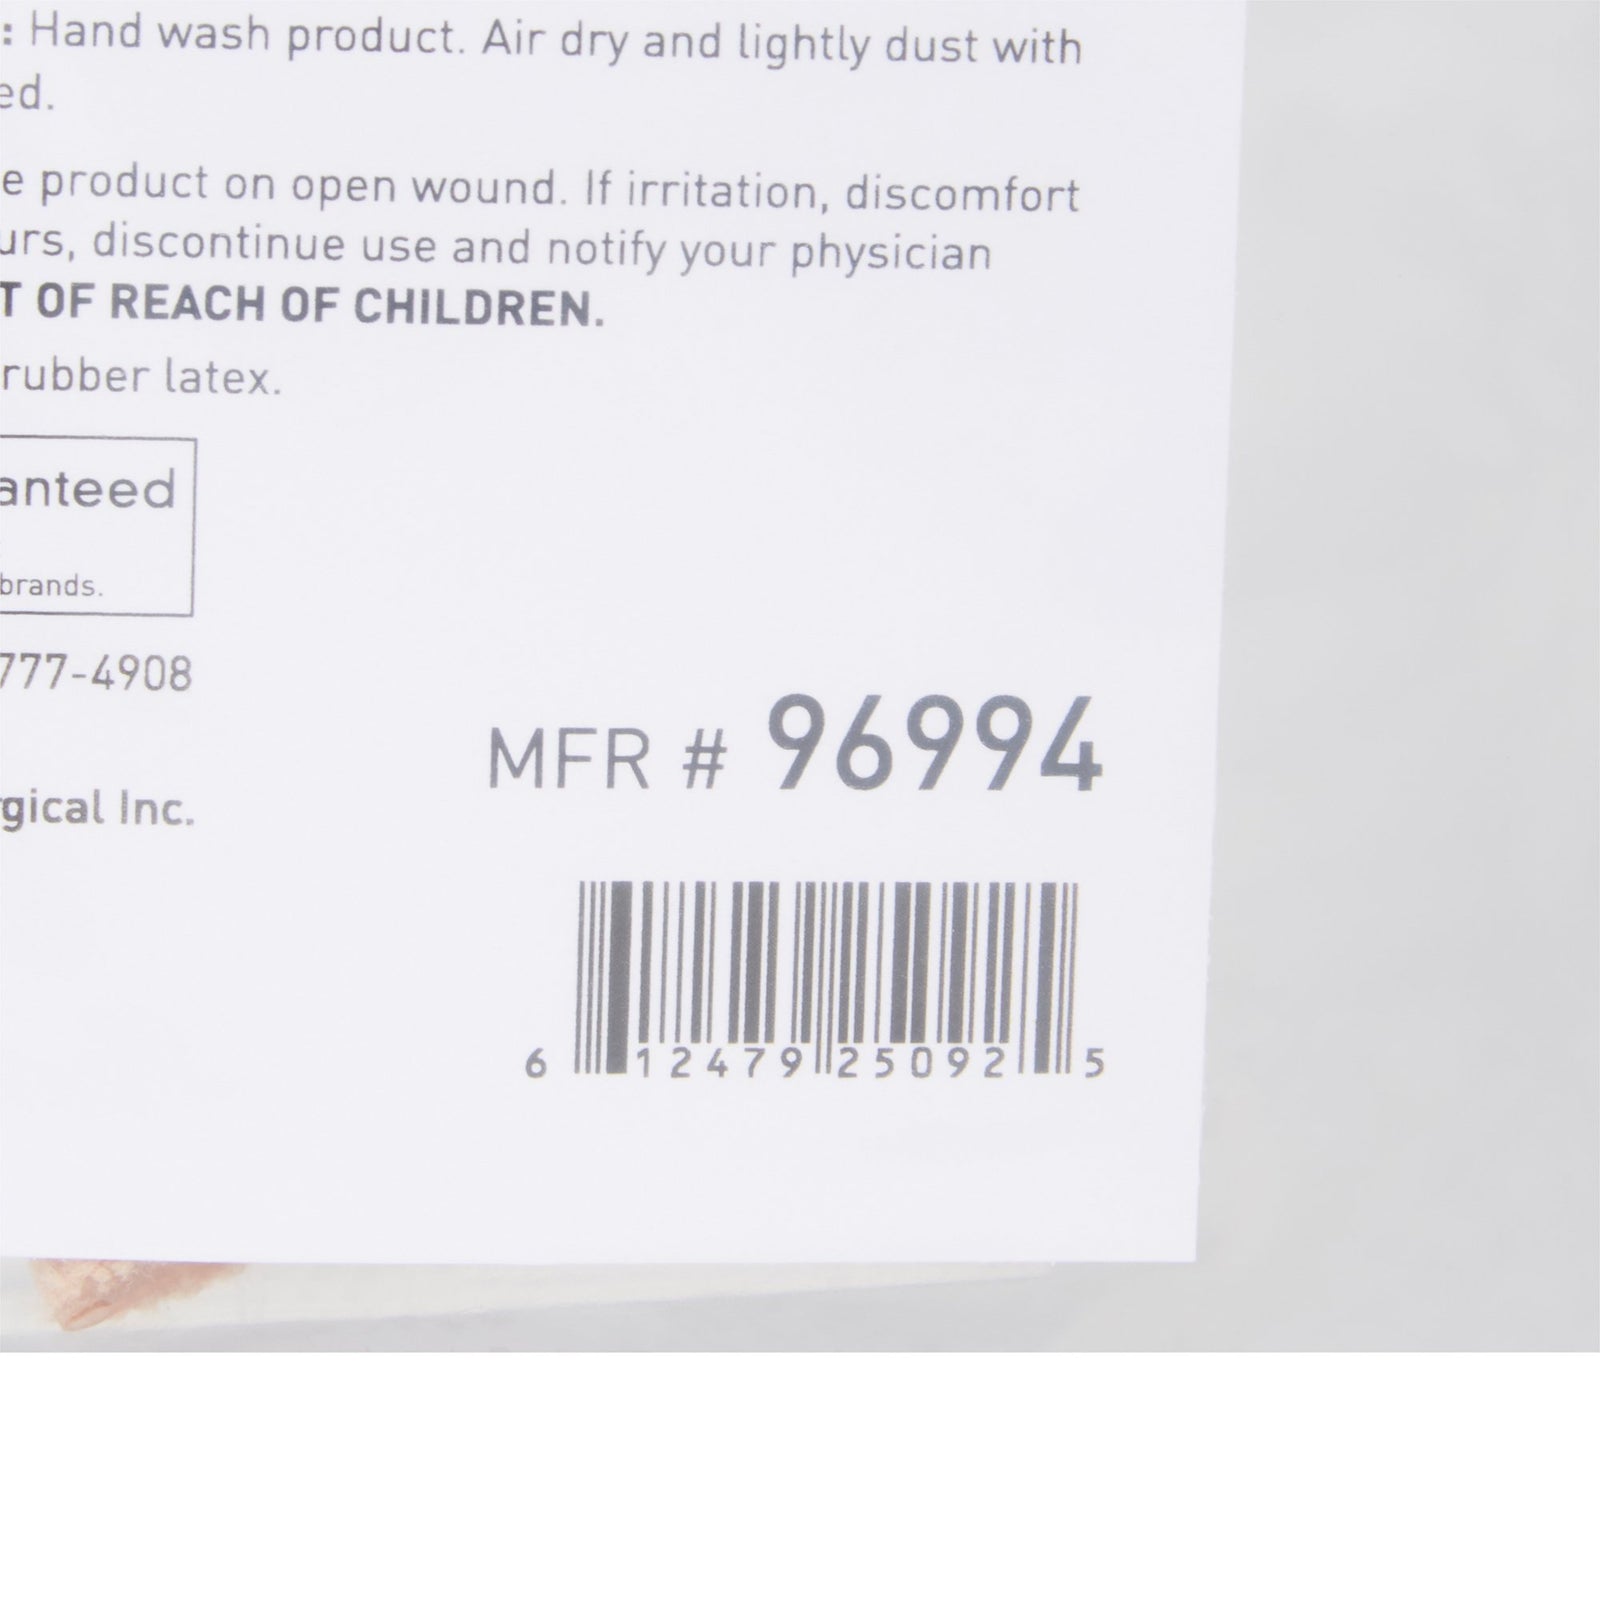 : Hand wash product. Air dry and lightly dust with
ed.
e product on open wound. If irritation, discomfort
urs, discontinue use and notify your physician
T OF REACH OF CHILDREN.
rubber latex.
anteed
brands.
777-4908
MFR # 96994
gical Inc.
6 12479 25092 5